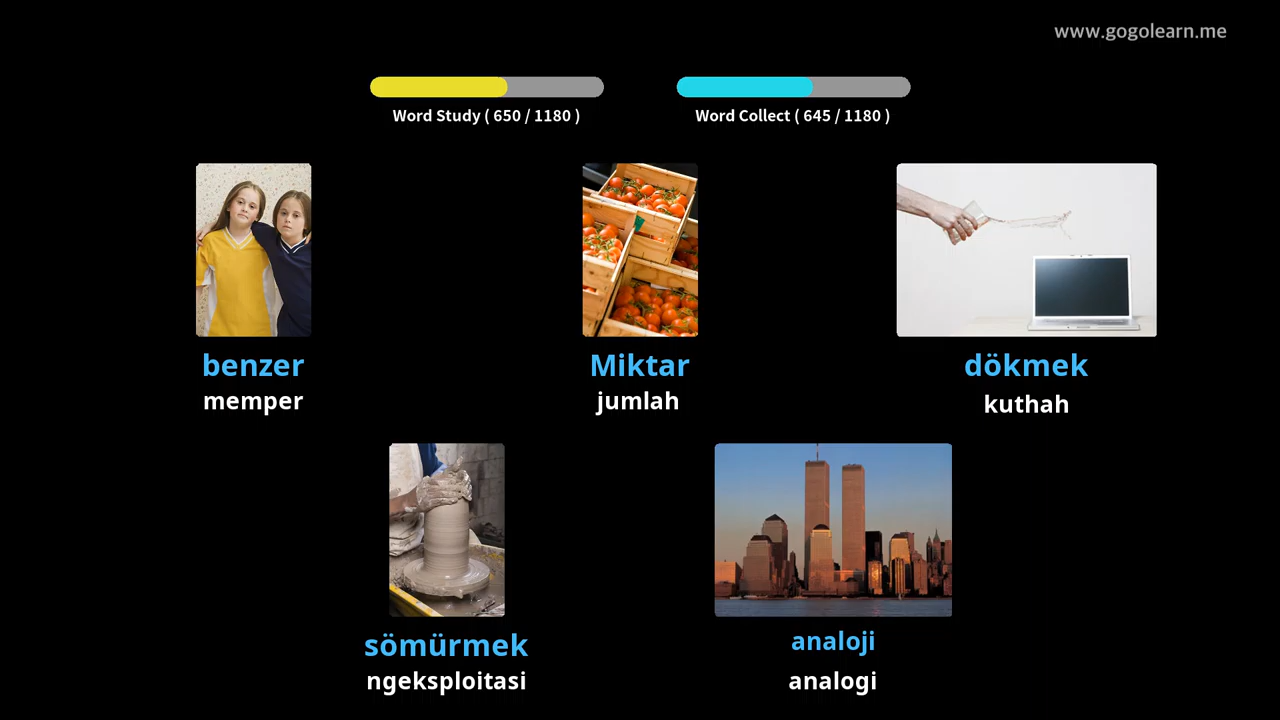 www.gogolearn.me
Word Study ( 650 / 1180 )
Word Collect ( 645 / 1180 )
benzer
memper
Miktar
jumlah
dökmek
kuthah
sömürmek
ngeksploitasi
analoji
analogi